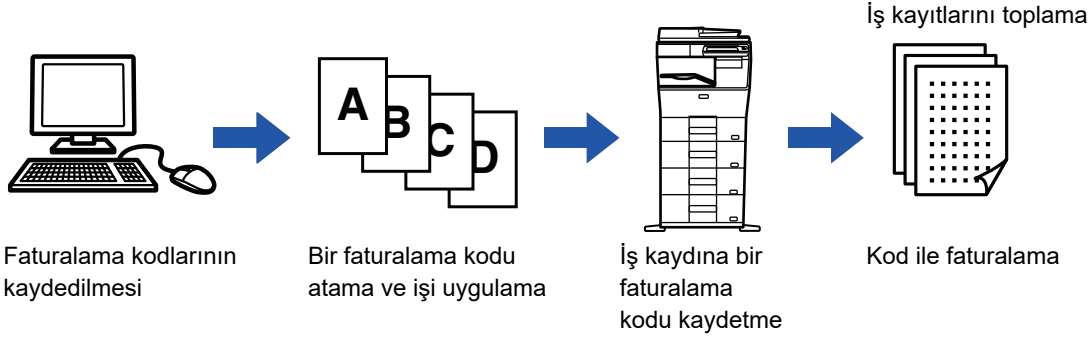 İş kayıtlarını toplama
A
B
C
D
Faturalama kodlarının
kaydedilmesi
Bir faturalama kodu
atama ve işi uygulama
İş kaydına bir
faturalama
kodu kaydetme
Kod ile faturalama